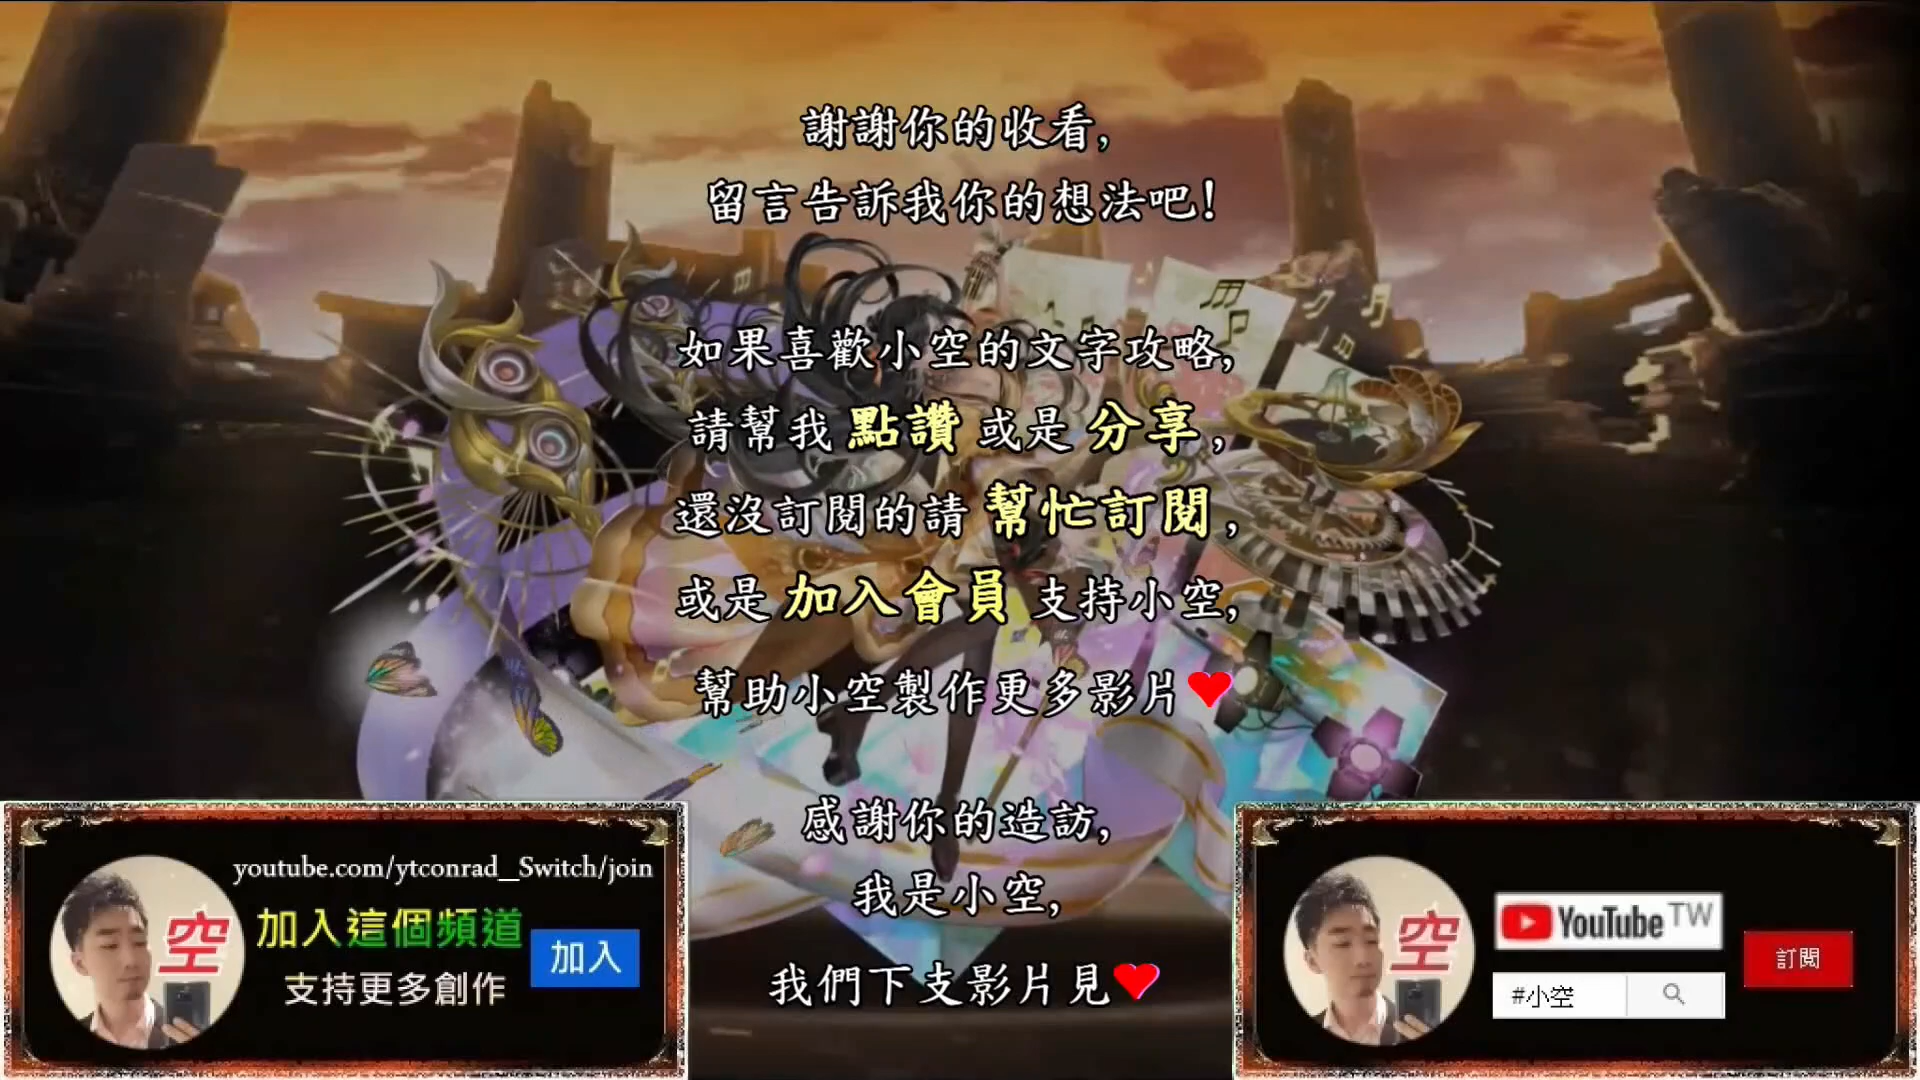 謝謝你的收看,
留言告訴我你的想法吧!
如果喜歡小空的文字攻略,
請幫我 點讚 或是 分享,
還沒訂閱的請 幫忙訂閱,
或是 加入會員 支持小空,
幫助小空製作更多影片❤
感謝你的造訪,
我是小空,
我們下支影片見❤
youtube.com/ytconrad_Switch/join
空
加入這個頻道
加入
支持更多創作
空
YouTube TW
訂閱
#小空